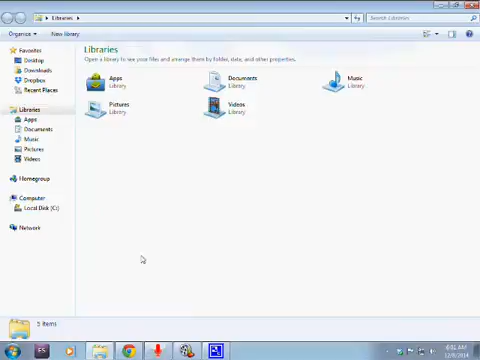 Libraries
Search Libraries
Organize
New library
Favorites
Desktop
Downloads
Dropbox
Recent Places
Libraries
Apps
Documents
Music
Pictures
Videos
Homegroup
Computer
Local Disk (C:)
Network
Libraries
Open a library to see your files and arrange them by folder, date, and other properties.
Apps
Library
Documents
Library
Music
Library
Pictures
Library
Videos
Library
5 items
6:01 AM
12/8/2014